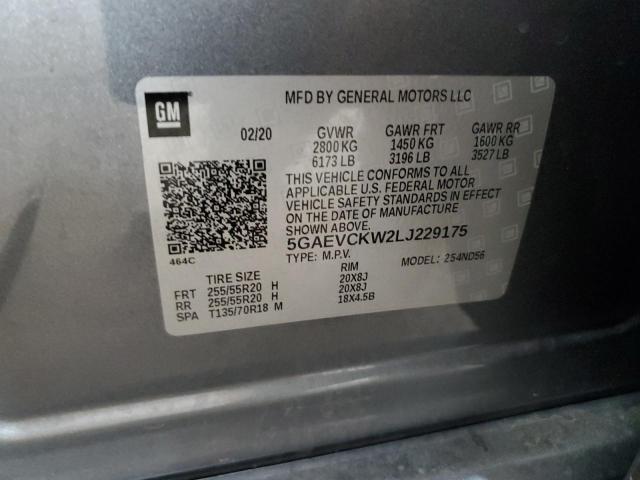 GM
MFD BY GENERAL MOTORS LLC
02/20 GVWR GAWR FRT GAWR RR
2800 KG 1450 KG 1600 KG
6173 LB 3196 LB 3527 LB
THIS VEHICLE CONFORMS TO ALL
APPLICABLE U.S. FEDERAL MOTOR
VEHICLE SAFETY STANDARDS IN EFFECT
ON THE DATE OF MANUFACTURE
SHOWN ABOVE.
5GAEVCKW2LJ229175
464C TYPE: M.P.V. MODEL: 2S4ND56
TIRE SIZE RIM
FRT 255/55R20 H 20X8J
RR 255/55R20 H 20X8J
SPA T135/70R18 M 18X4.5B